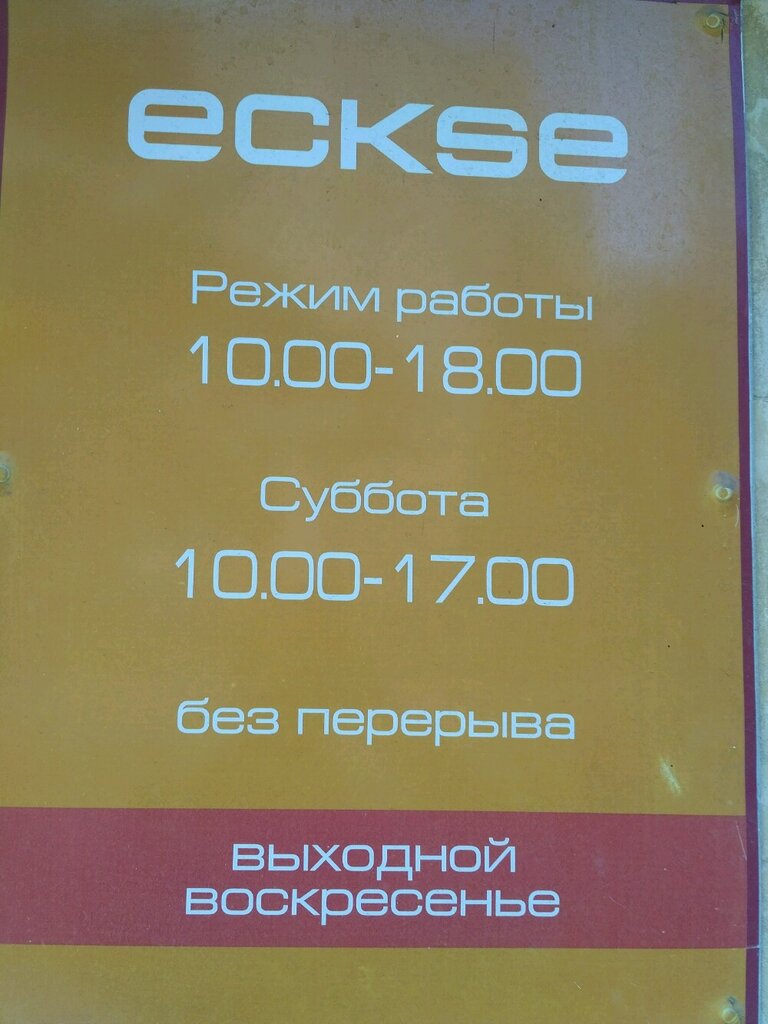 eckse
Режим работы
10.00-18.00
Суббота
10.00-17.00
без перерыва
выходной
воскресенье